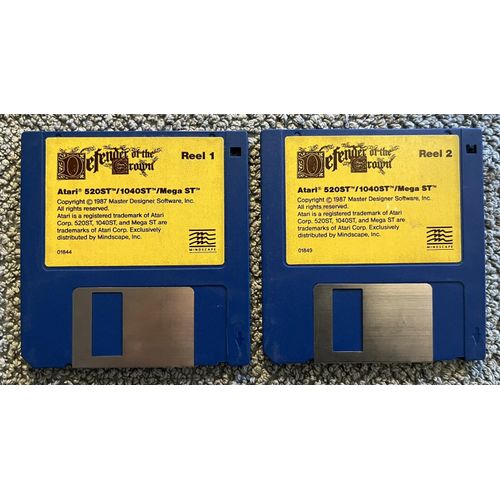 Defender of the
Crown
Reel 1
Atari® 520ST™/1040ST™/Mega ST™
Copyright © 1987 Master Designer Software, Inc.
All rights reserved.
Atari is a registered trademark of Atari
Corp. 520ST, 1040ST, and Mega ST are
trademarks of Atari Corp. Exclusively
distributed by Mindscape, Inc.
01844
MINDSCAPE
Defender of the
Crown
Reel 2
Atari® 520ST™/1040ST™/Mega ST™
Copyright © 1987 Master Designer Software, Inc.
All rights reserved.
Atari is a registered trademark of Atari
Corp. 520ST, 1040ST, and Mega ST are
trademarks of Atari Corp. Exclusively
distributed by Mindscape, Inc.
01849
MINDSCAPE